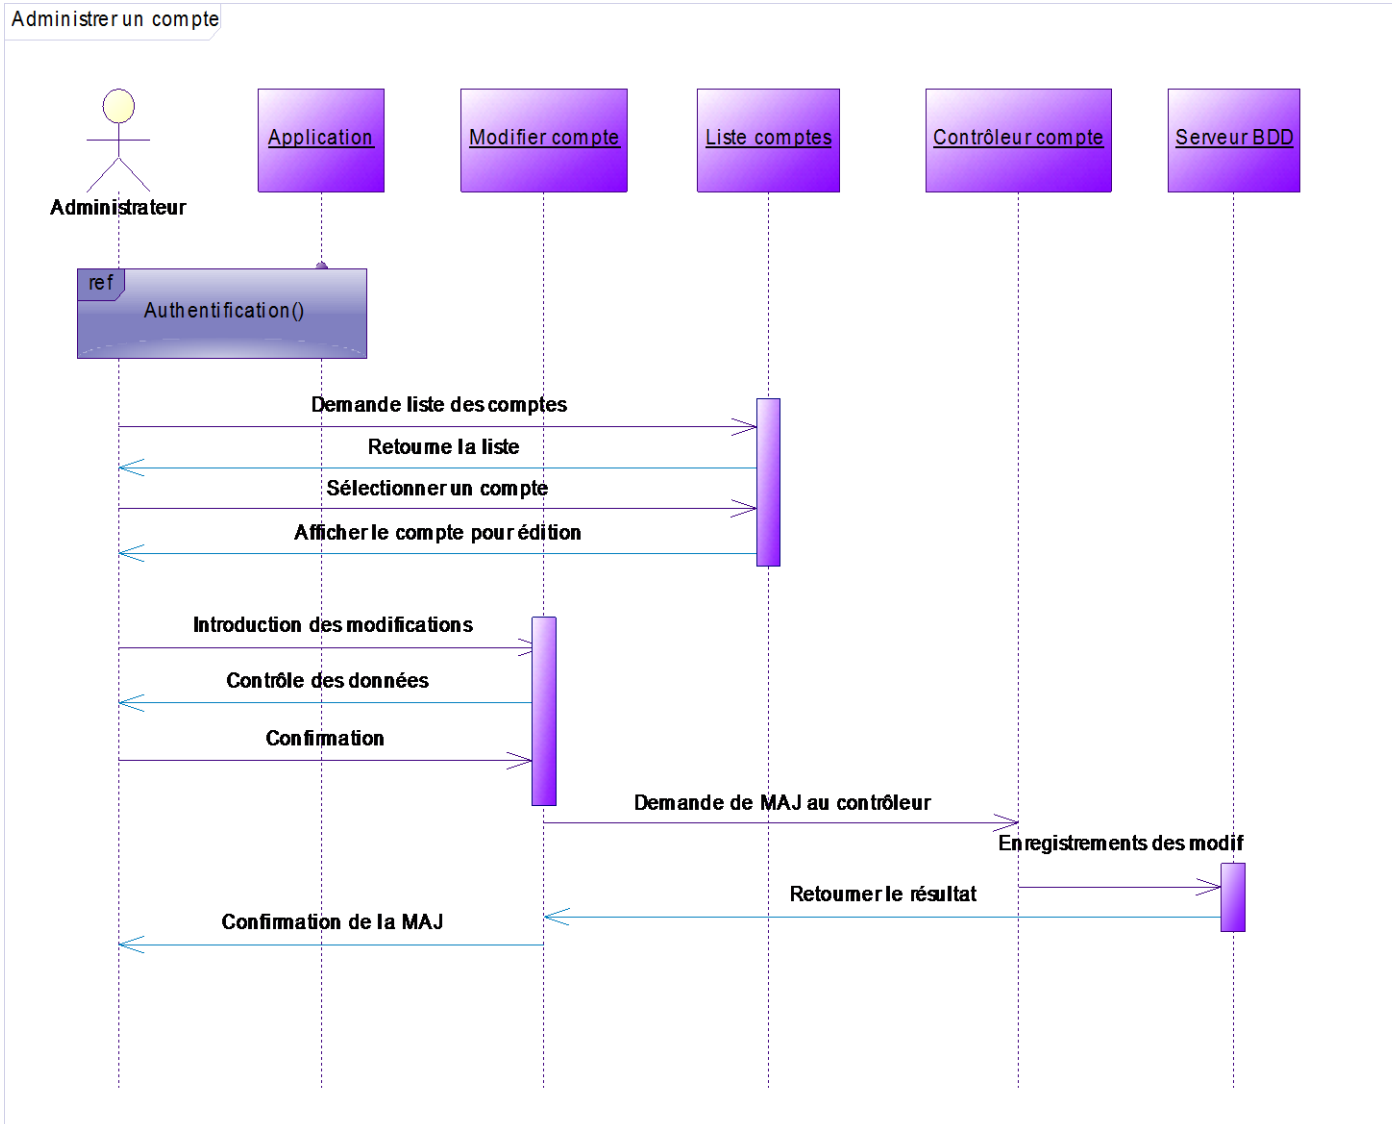 Administrer un compte
Application
Modifier compte
Liste comptes
Contrôleur compte
Serveur BDD
Administrateur
ref
Authentification()
Demande liste des comptes
Retourne la liste
Sélectionner un compte
Afficher le compte pour édition
Introduction des modifications
Contrôle des données
Confirmation
Demande de MAJ au contrôleur
Enregistrements des modif
Retourner le résultat
Confirmation de la MAJ